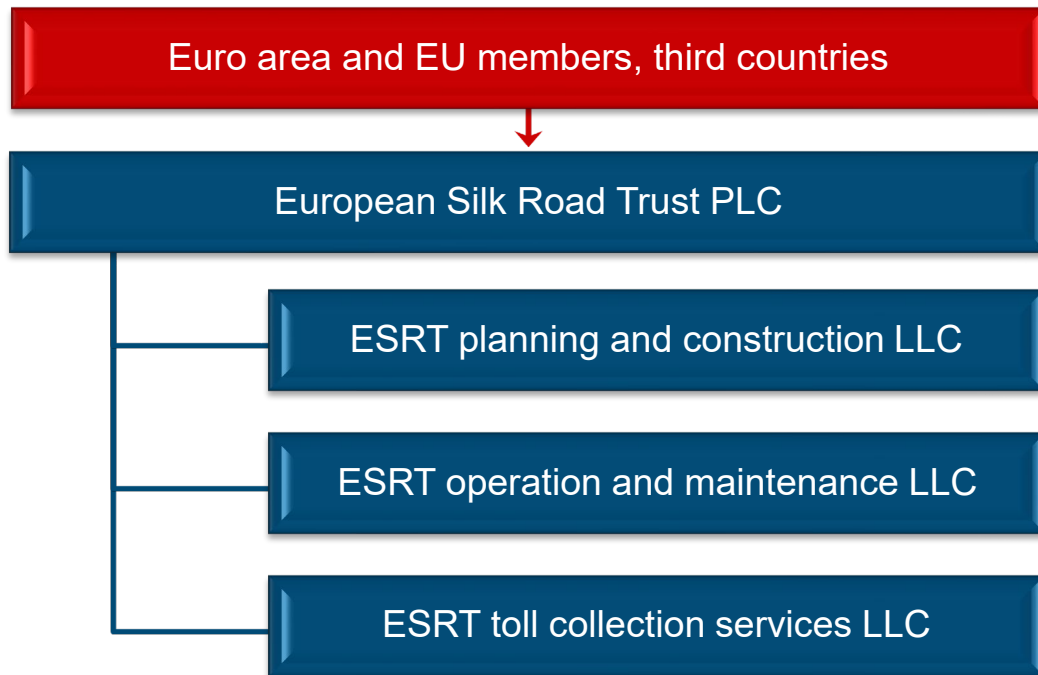 Euro area and EU members, third countries
European Silk Road Trust PLC
ESRT planning and construction LLC
ESRT operation and maintenance LLC
ESRT toll collection services LLC